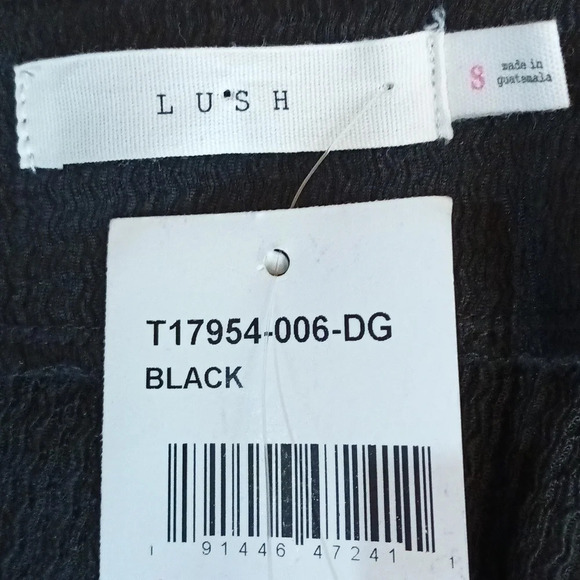 LUSH
S
made in
guatemala
T17954-006-DG
BLACK
1 91446 47241 1